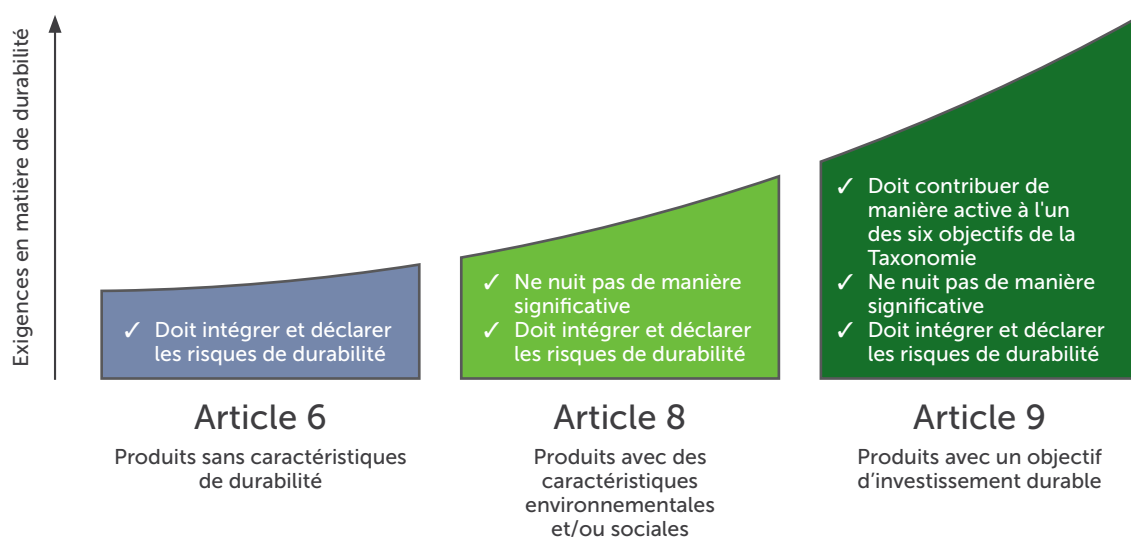 Exigences en matière de durabilité
✓ Doit intégrer et déclarer
les risques de durabilité
Article 6
Produits sans caractéristiques
de durabilité
✓ Ne nuit pas de manière
significative
✓ Doit intégrer et déclarer
les risques de durabilité
Article 8
Produits avec des
caractéristiques
environnementales
et/ou sociales
✓ Doit contribuer de
manière active à l'un
des six objectifs de la
Taxonomie
✓ Ne nuit pas de manière
significative
✓ Doit intégrer et déclarer
les risques de durabilité
Article 9
Produits avec un objectif
d’investissement durable